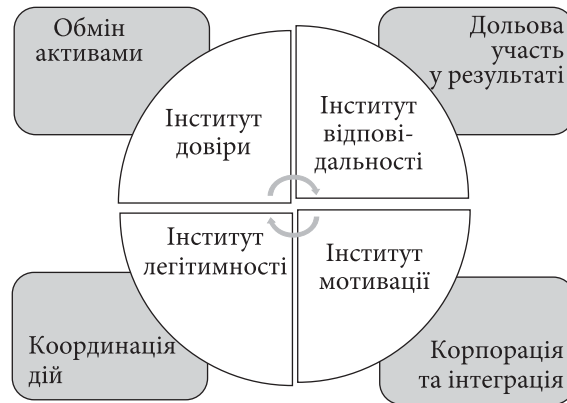 Обмін
активами
Дольова
участь
у результаті
Інститут
довіри
Інститут
відпові-
дальності
Інститут
легітимності
Інститут
мотивації
Координація
дій
Корпорація
та інтеграція